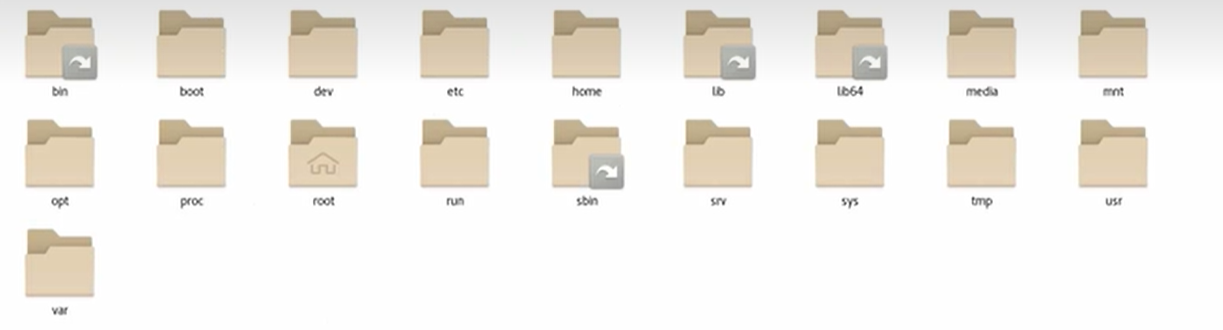 bin boot dev etc home lib lib64 media mnt
opt proc root run sbin srv sys tmp usr
var